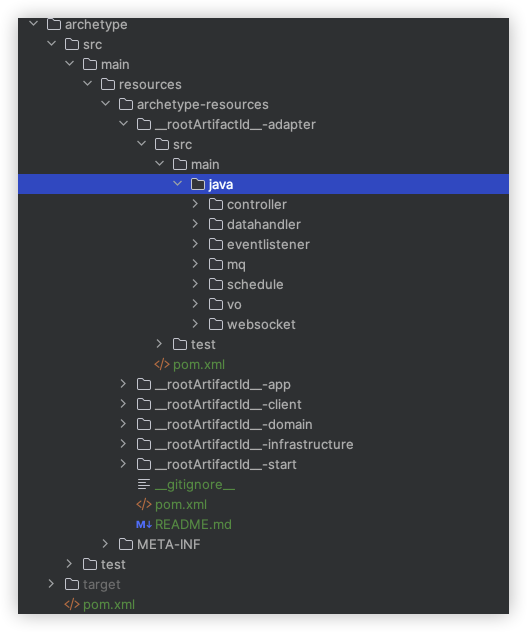 archetype
src
main
resources
archetype-resources
__rootArtifactId__-adapter
src
main
java
controller
datahandler
eventlistener
mq
schedule
vo
websocket
test
</> pom.xml
__rootArtifactId__-app
__rootArtifactId__-client
__rootArtifactId__-domain
__rootArtifactId__-infrastructure
__rootArtifactId__-start
__gitignore__
</> pom.xml
M↓ README.md
META-INF
test
target
</> pom.xml